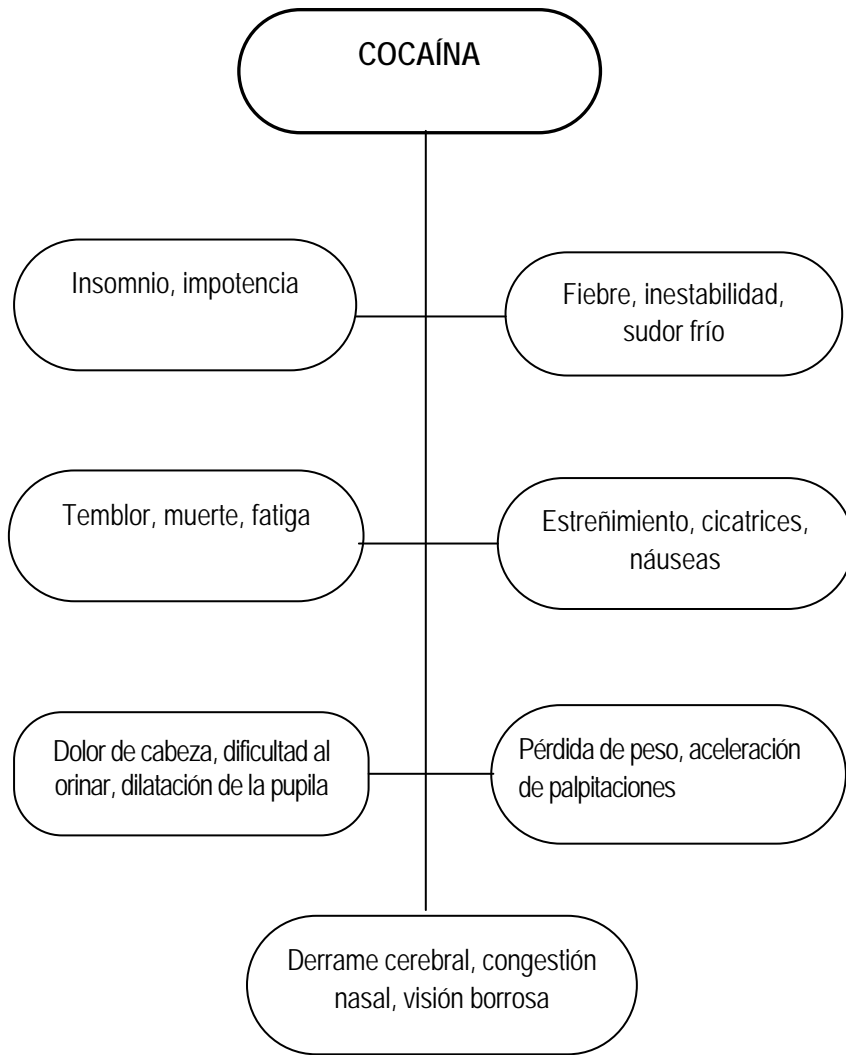 COCAÍNA
Insomnio, impotencia
Fiebre, inestabilidad,
sudor frío
Temblor, muerte, fatiga
Estreñimiento, cicatrices,
náuseas
Dolor de cabeza, dificultad al
orinar, dilatación de la pupila
Pérdida de peso, aceleración
de palpitaciones
Derrame cerebral, congestión
nasal, visión borrosa